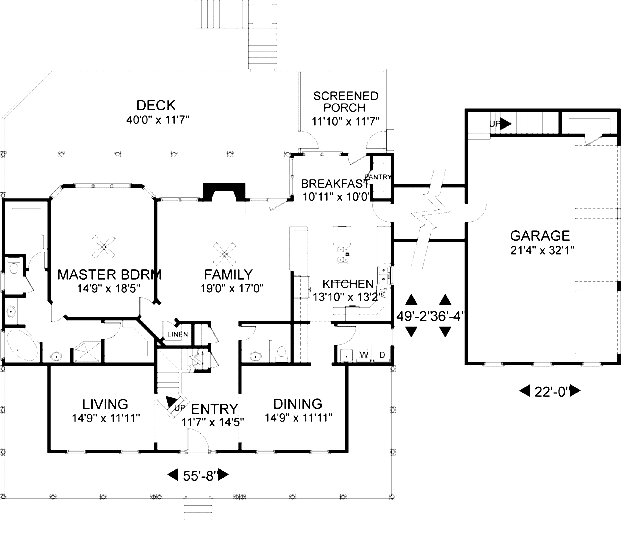 DECK
40'0" x 11'7"
SCREENED
PORCH
11'10" x 11'7"
UP
PANTRY
BREAKFAST
10'11" x 10'0"
GARAGE
21'4" x 32'1"
MASTER BDRM
14'9" x 18'5"
FAMILY
19'0" x 17'0"
KITCHEN
13'10" x 13'2"
49'-2"
36'-4"
LINEN
W D
22'-0"
LIVING
14'9" x 11'11"
UP
ENTRY
11'7" x 14'5"
DINING
14'9" x 11'11"
55'-8"